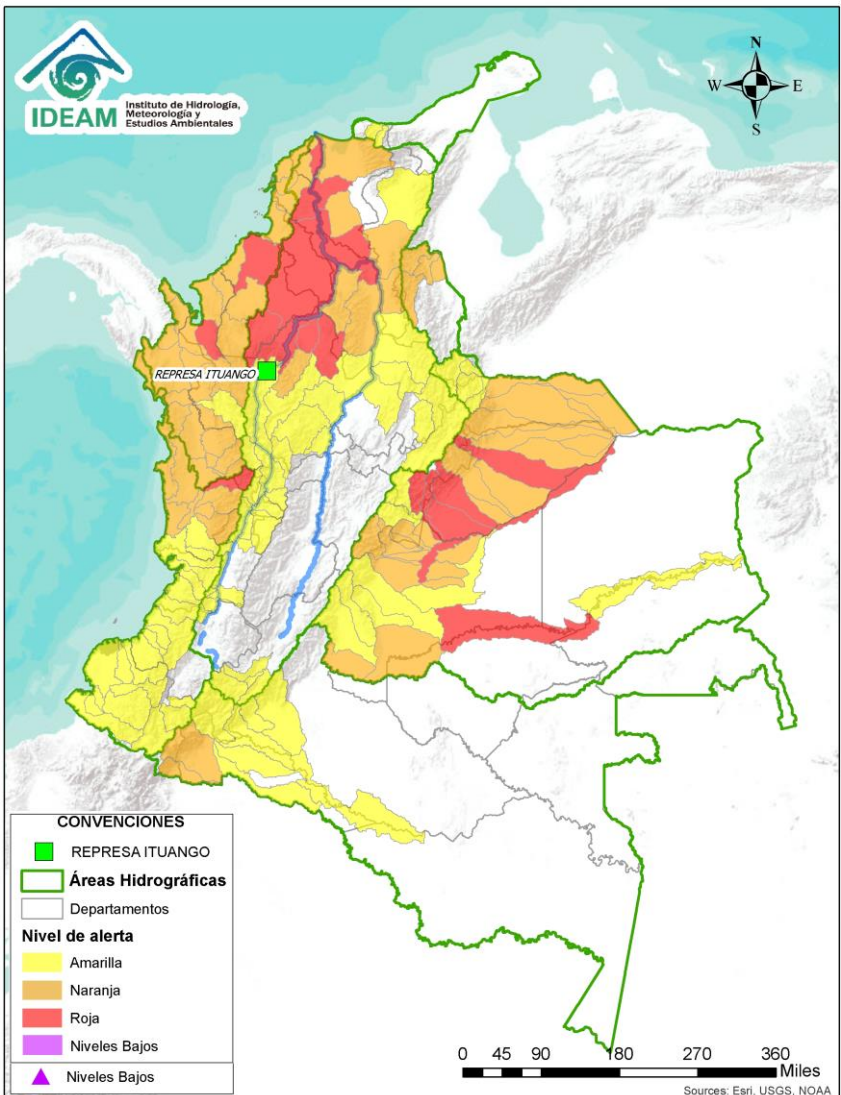 IDEAM
Instituto de Hidrología,
Meteorología y
Estudios Ambientales
N
W
E
S
REPRESA ITUANGO
CONVENCIONES
REPRESA ITUANGO
Áreas Hidrográficas
Departamentos
Nivel de alerta
Amarilla
Naranja
Roja
Niveles Bajos
Niveles Bajos
0 45 90 180 270 360
Miles
Sources: Esri, USGS, NOAA